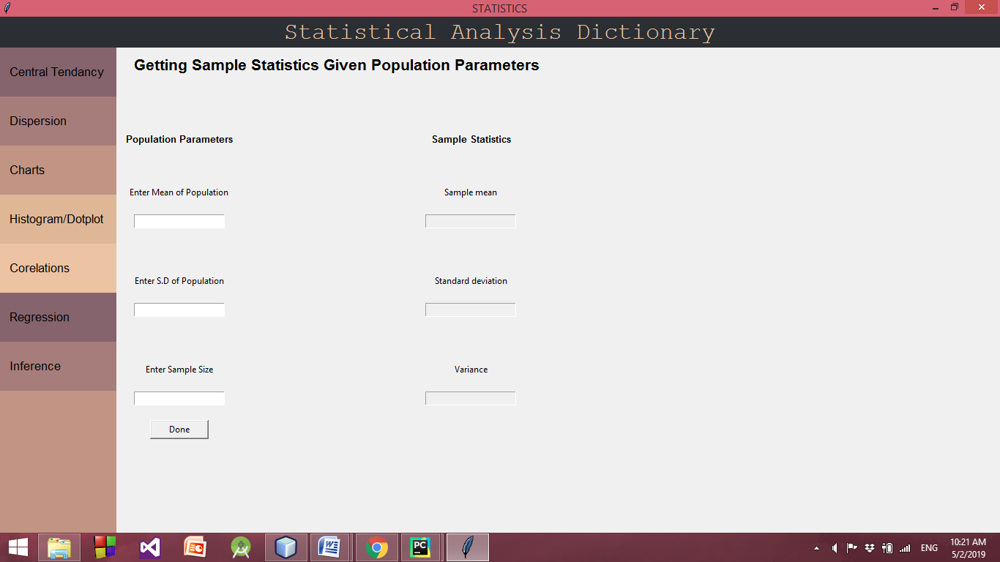 STATISTICS
Statistical Analysis Dictionary
Central Tendancy
Dispersion
Charts
Histogram/Dotplot
Corelations
Regression
Inference
Getting Sample Statistics Given Population Parameters
Population Parameters
Sample Statistics
Enter Mean of Population
Sample mean
Enter S.D of Population
Standard deviation
Enter Sample Size
Variance
Done
PC
ENG
10:21 AM
5/2/2019